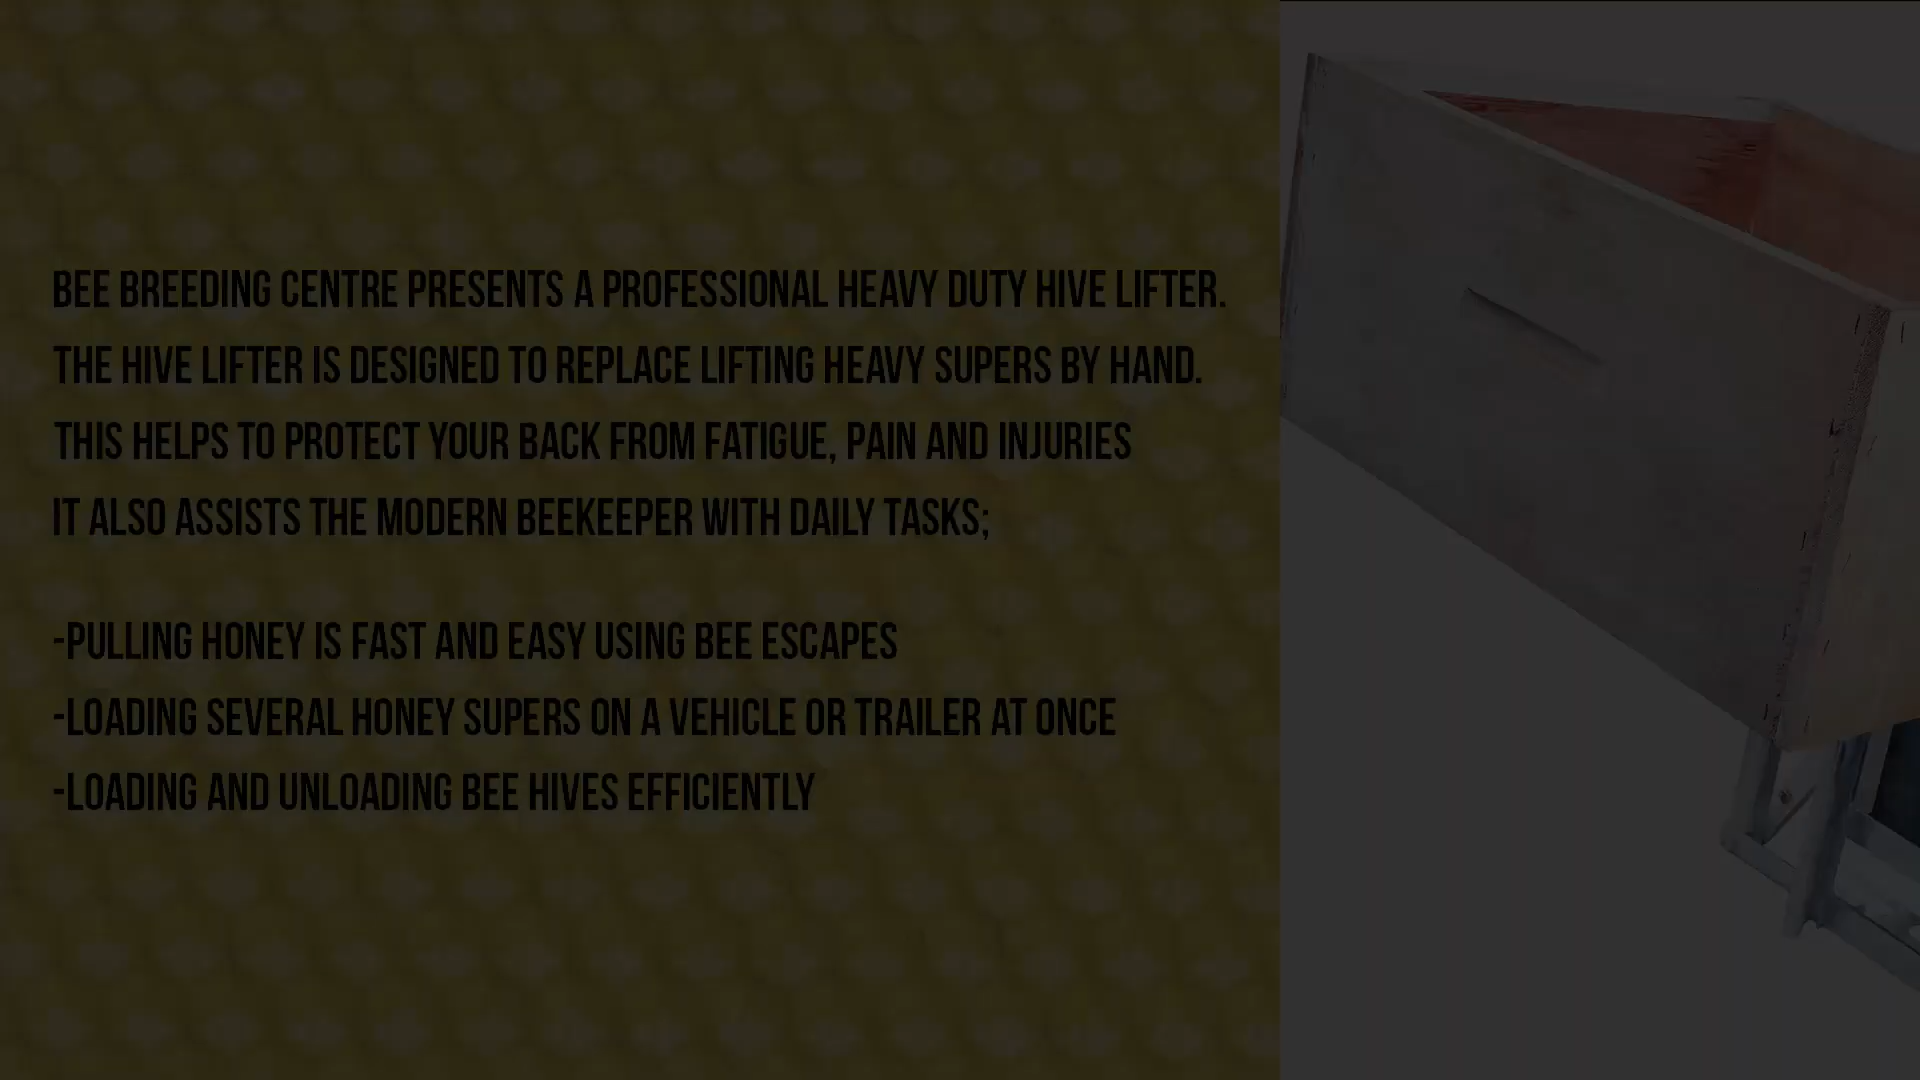 BEE BREEDING CENTRE PRESENTS A PROFESSIONAL HEAVY DUTY HIVE LIFTER.
THE HIVE LIFTER IS DESIGNED TO REPLACE LIFTING HEAVY SUPERS BY HAND.
THIS HELPS TO PROTECT YOUR BACK FROM FATIGUE, PAIN AND INJURIES
IT ALSO ASSISTS THE MODERN BEEKEEPER WITH DAILY TASKS;
-PULLING HONEY IS FAST AND EASY USING BEE ESCAPES
-LOADING SEVERAL HONEY SUPERS ON A VEHICLE OR TRAILER AT ONCE
-LOADING AND UNLOADING BEE HIVES EFFICIENTLY